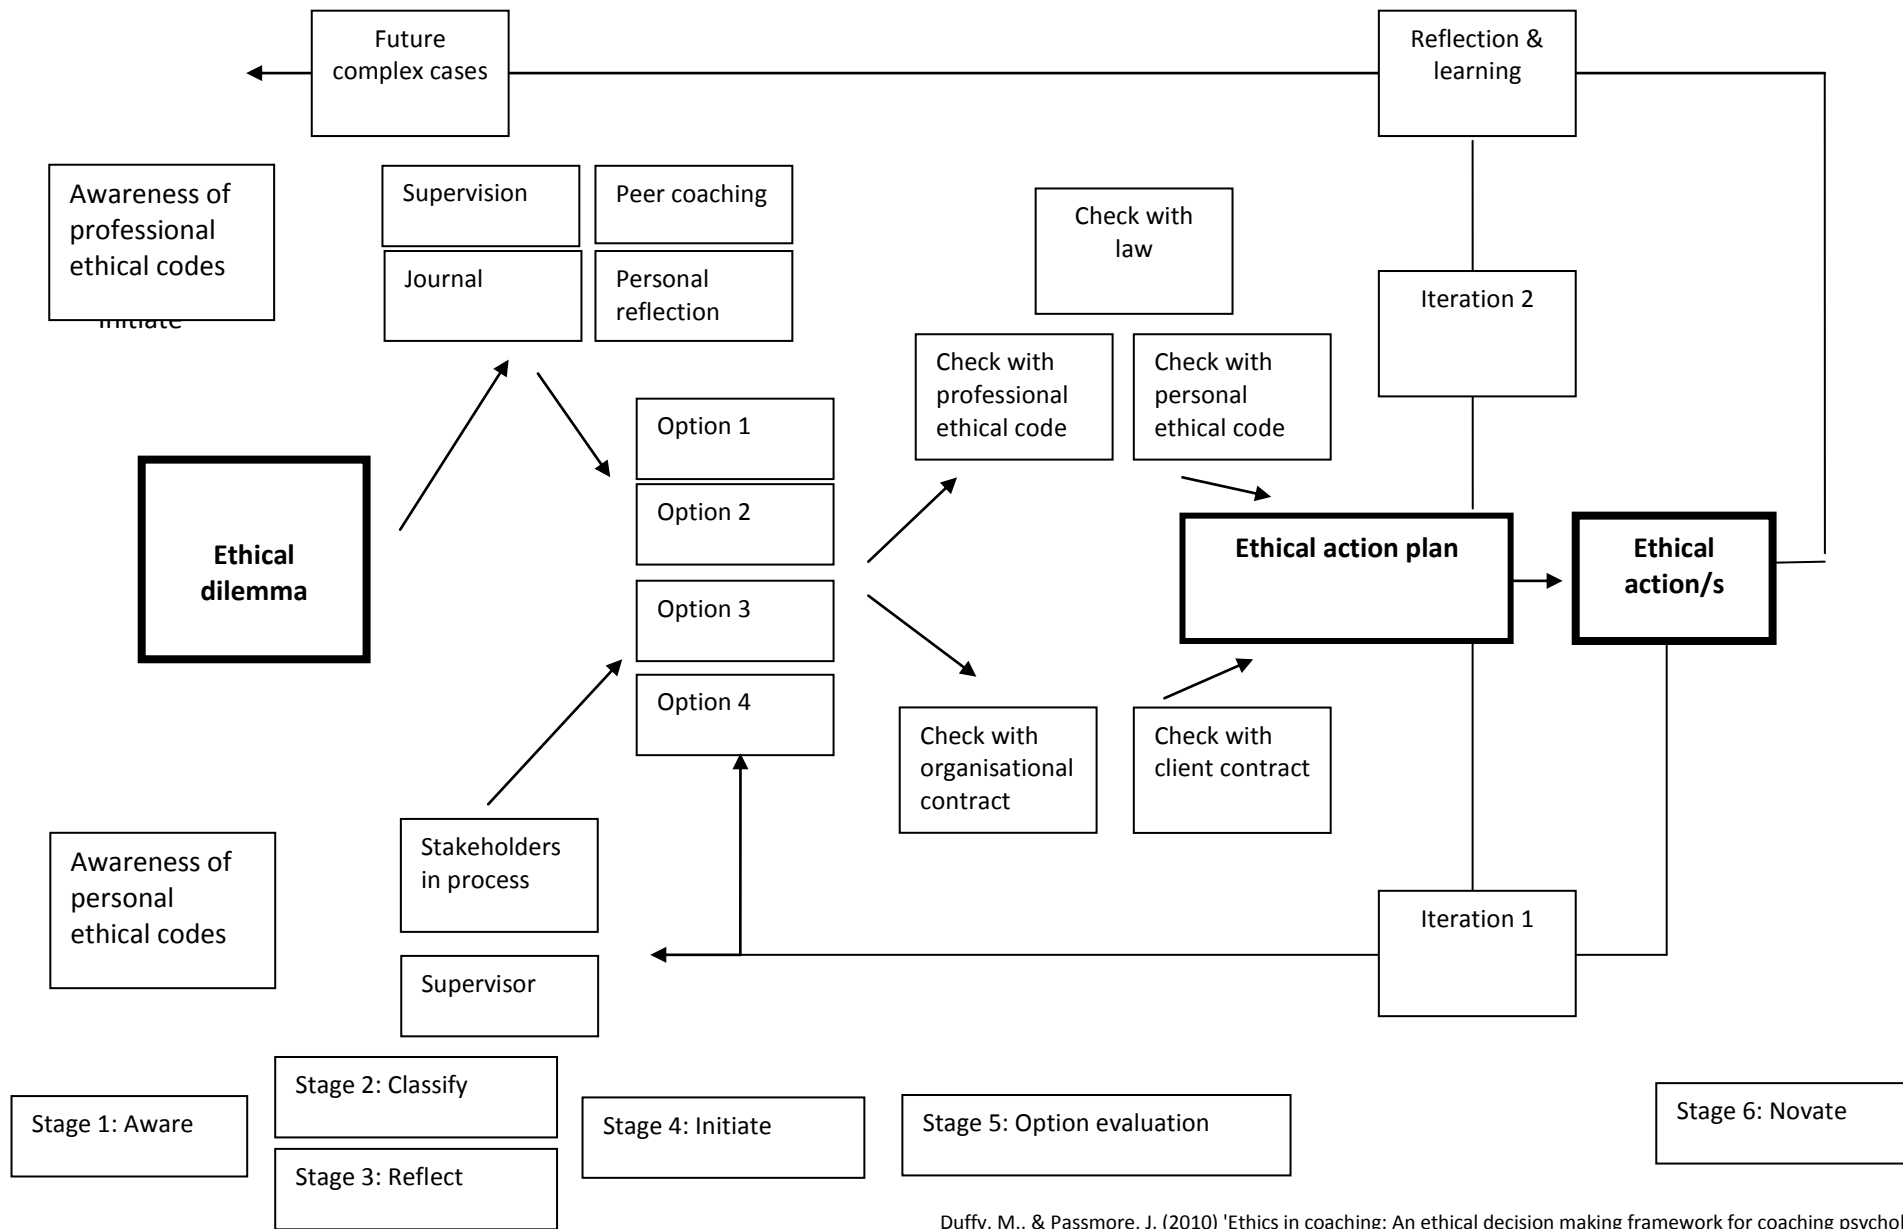 Future
complex cases
Reflection &
learning
Awareness of
professional
ethical codes
Initiate
Supervision
Peer coaching
Journal
Personal
reflection
Check with
law
Iteration 2
Check with
professional
ethical code
Check with
personal
ethical code
Option 1
Option 2
Option 3
Option 4
Ethical
dilemma
Ethical action plan
Ethical
action/s
Check with
organisational
contract
Check with
client contract
Stakeholders
in process
Awareness of
personal
ethical codes
Iteration 1
Supervisor
Stage 1: Aware
Stage 2: Classify
Stage 3: Reflect
Stage 4: Initiate
Stage 5: Option evaluation
Stage 6: Novate
Duffy, M., & Passmore, J. (2010) 'Ethics in coaching: An ethical decision making framework for coaching psychol